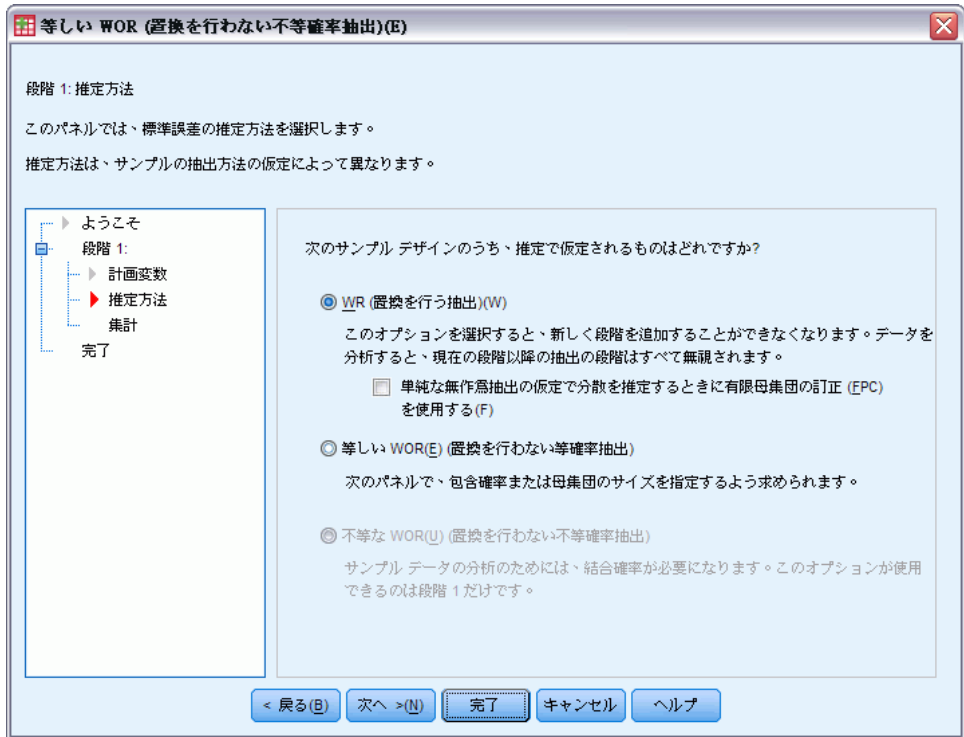 等しい WOR (置換を行わない不等確率抽出)(E)
段階 1: 推定方法
このパネルでは、標準誤差の推定方法を選択します。
推定方法は、サンプルの抽出方法の仮定によって異なります。
ようこそ
段階 1:
計画変数
推定方法
集計
完了
次のサンプル デザインのうち、推定で仮定されるものはどれですか?
WR (置換を行う抽出)(W)
このオプションを選択すると、新しく段階を追加することができなくなります。データを
分析すると、現在の段階以降の抽出の段階はすべて無視されます。
単純な無作為抽出の仮定で分散を推定するときに有限母集団の訂正 (FPC)
を使用する(F)
等しい WOR(E) (置換を行わない等確率抽出)
次のパネルで、包含確率または母集団のサイズを指定するよう求められます。
不等な WOR(U) (置換を行わない不等確率抽出)
サンプル データの分析のためには、結合確率が必要になります。このオプションが使用
できるのは段階 1 だけです。
< 戻る(B)
次へ >(N)
完了
キャンセル
ヘルプ